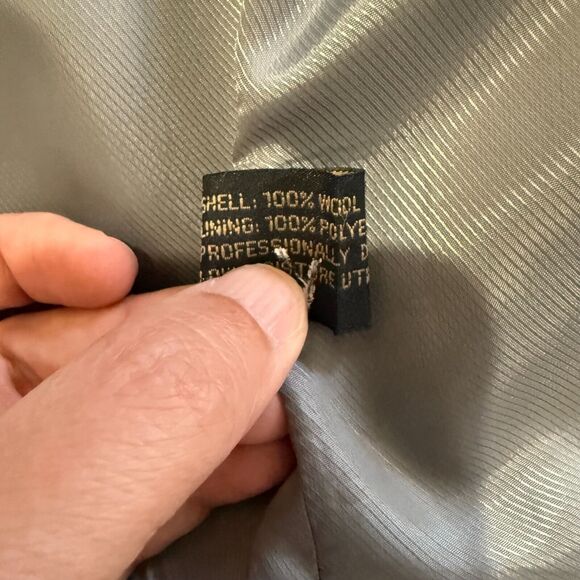 SHELL: 100% WOOL
LINING: 100% POLYE
PROFESSIONALLY D